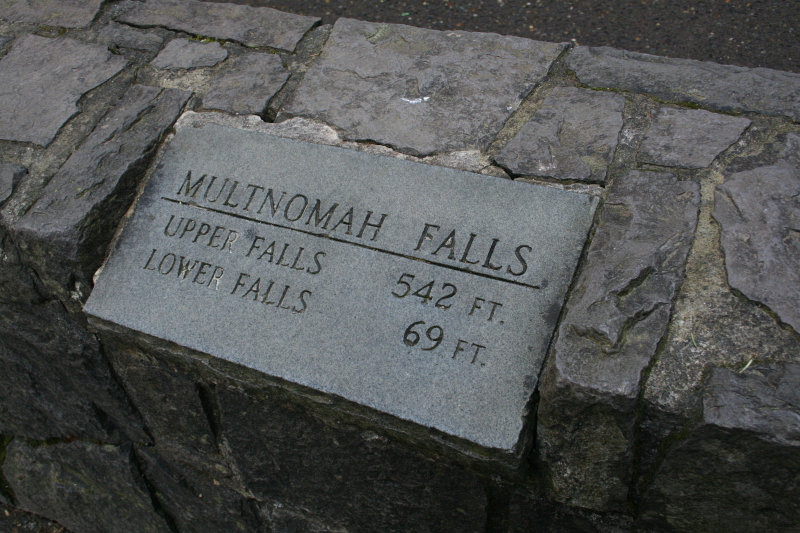 MULTNOMAH FALLS
UPPER FALLS 542 FT.
LOWER FALLS 69 FT.